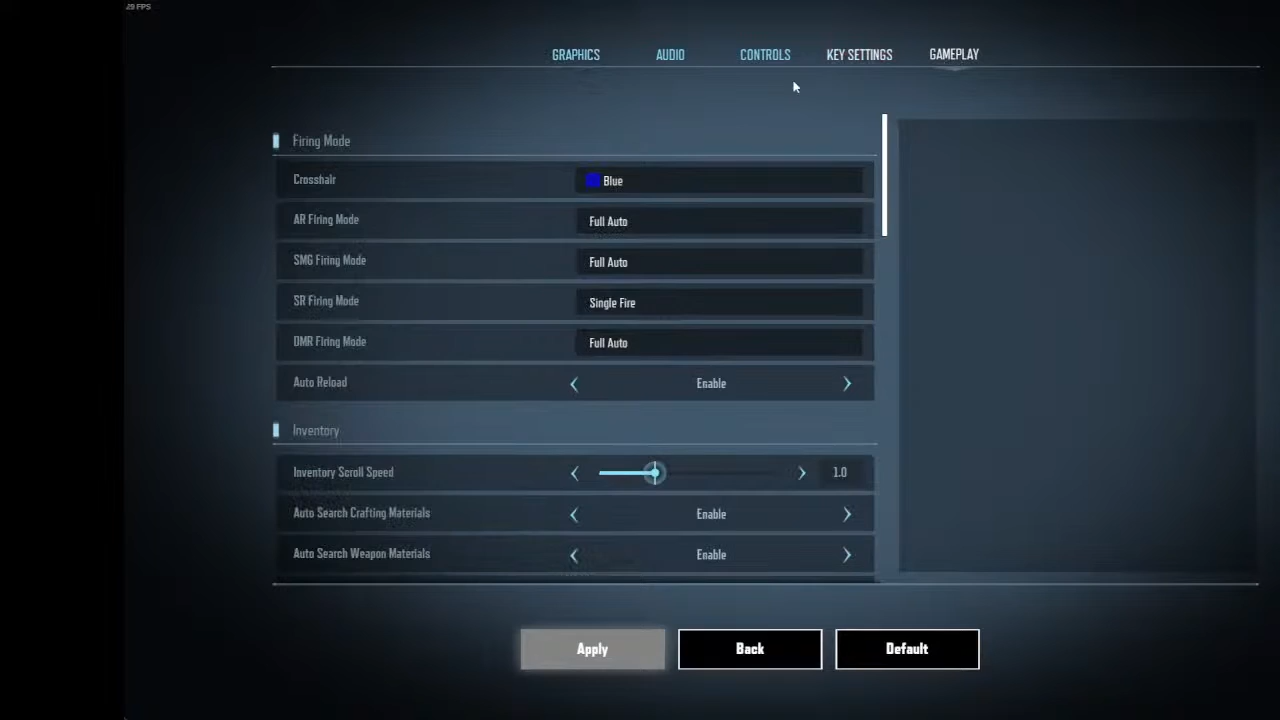 29 FPS
GRAPHICS AUDIO CONTROLS KEY SETTINGS GAMEPLAY
Firing Mode
Crosshair Blue
AR Firing Mode Full Auto
SMG Firing Mode Full Auto
SR Firing Mode Single Fire
DMR Firing Mode Full Auto
Auto Reload Enable
Inventory
Inventory Scroll Speed 1.0
Auto Search Crafting Materials Enable
Auto Search Weapon Materials Enable
Apply Back Default